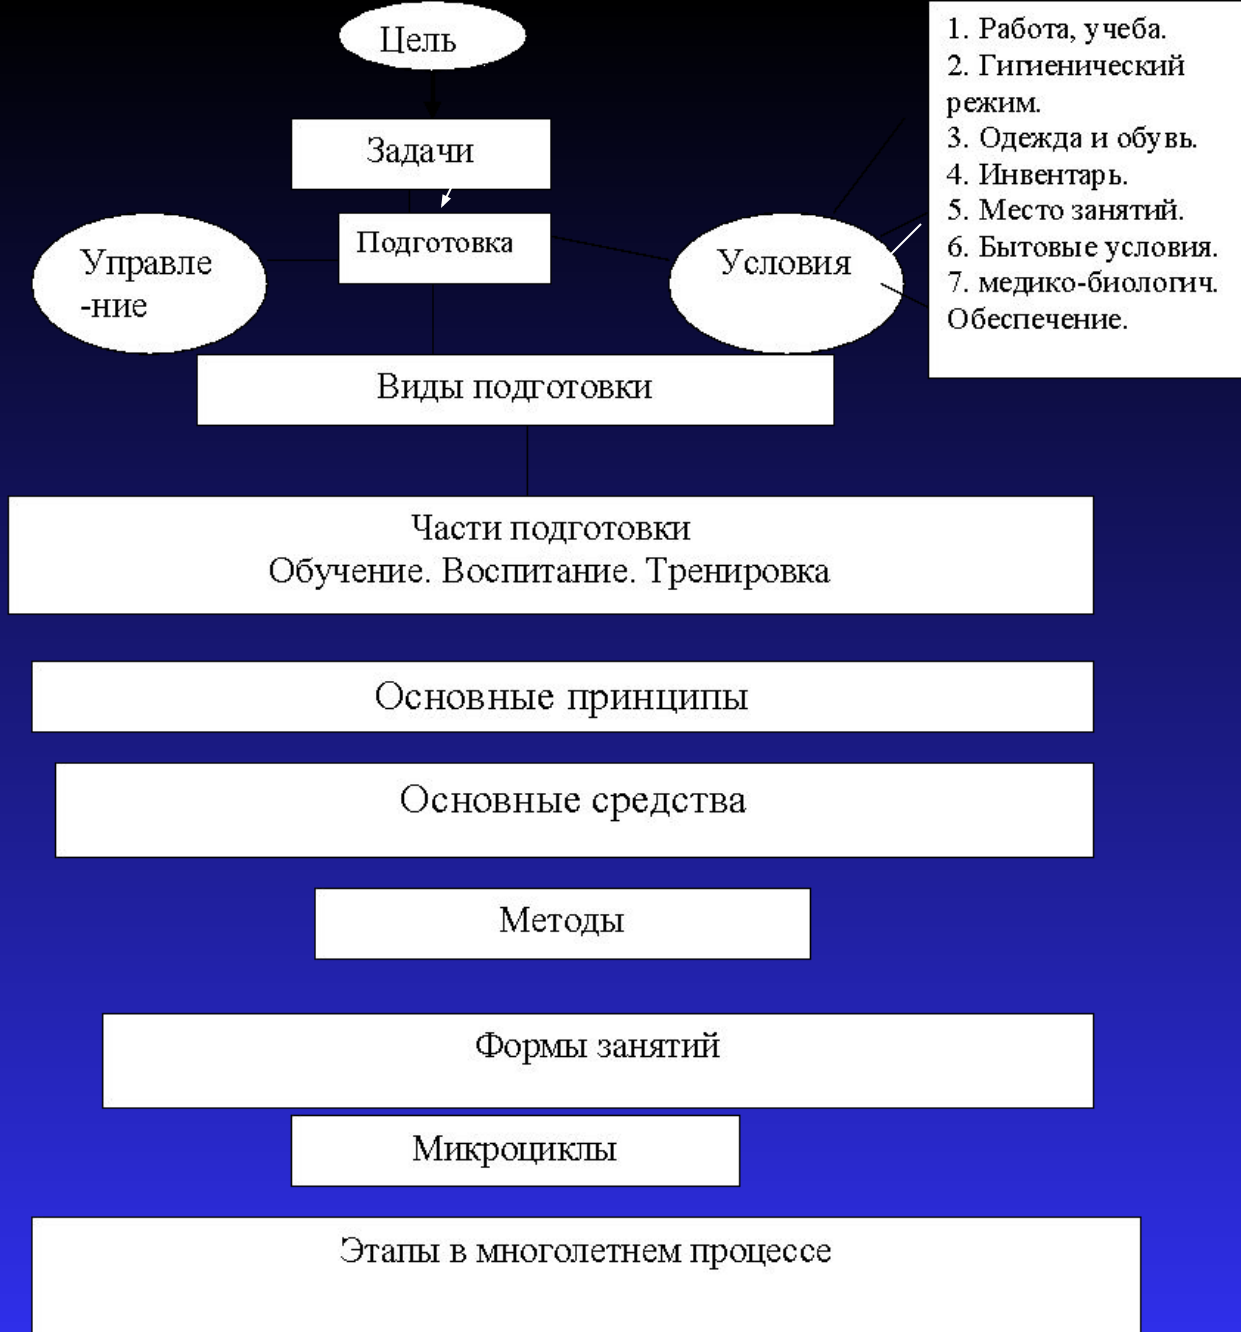 Цель
1. Работа, учеба.
2. Гигиенический
режим.
3. Одежда и обувь.
4. Инвентарь.
5. Место занятий.
6. Бытовые условия.
7. медико-биологич.
Обеспечение.
Задачи
Подготовка
Управле
-ние
Условия
Виды подготовки
Части подготовки
Обучение. Воспитание. Тренировка
Основные принципы
Основные средства
Методы
Формы занятий
Микроциклы
Этапы в многолетнем процессе